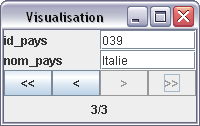 Visualisation
id_pays 039
nom_pays Italie
<< < > >>
3/3